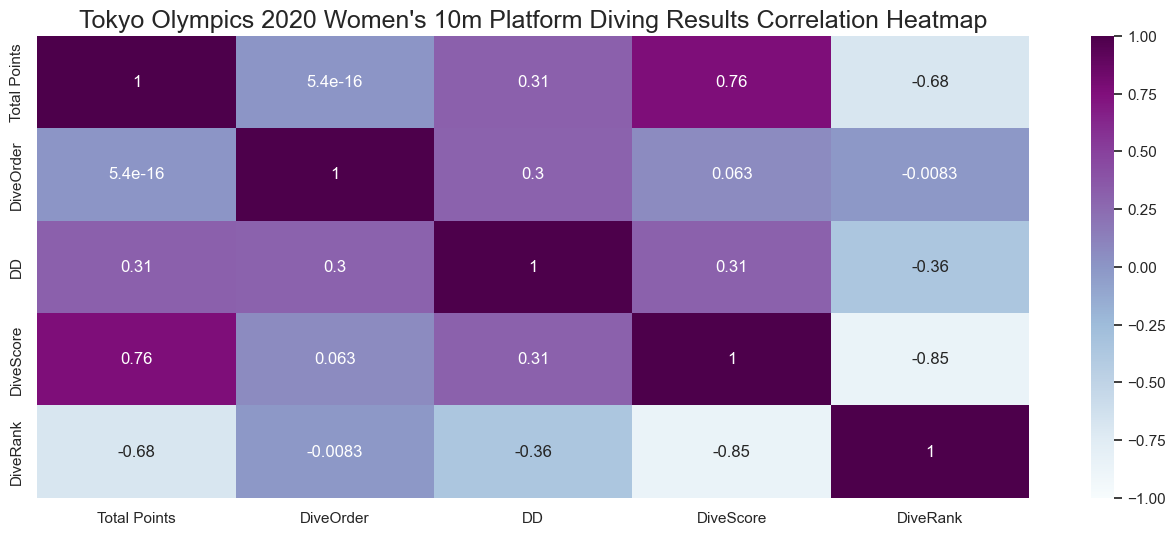 Tokyo Olympics 2020 Women's 10m Platform Diving Results Correlation Heatmap
Total Points
1
5.4e-16
0.31
0.76
-0.68
DiveOrder
5.4e-16
1
0.3
0.063
-0.0083
DD
0.31
0.3
1
0.31
-0.36
DiveScore
0.76
0.063
0.31
1
-0.85
DiveRank
-0.68
-0.0083
-0.36
-0.85
1
Total Points
DiveOrder
DD
DiveScore
DiveRank
1.00
0.75
0.50
0.25
0.00
−0.25
−0.50
−0.75
−1.00